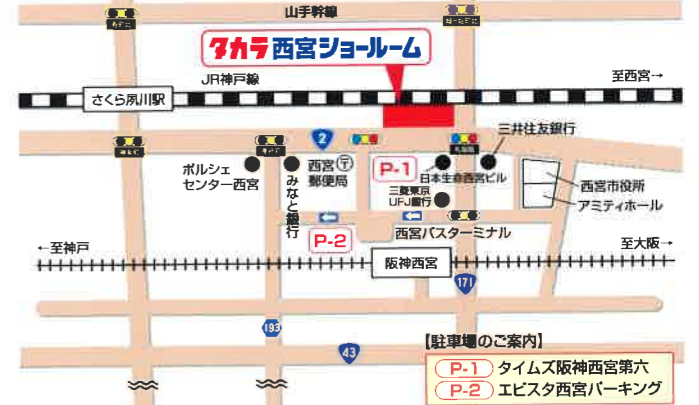 山手幹線
タカラ西宮ショールーム
JR神戸線
至西宮→
さくら夙川駅
三井住友銀行
2
ポルシェ
センター西宮
みなと銀行
西宮〒
郵便局
P-1
日本生命西宮ビル
三菱東京
UFJ銀行
西宮市役所
アミティホール
P-2
西宮バスターミナル
←至神戸
阪神西宮
至大阪→
171
193
43
【駐車場のご案内】
P-1 タイムズ阪神西宮第六
P-2 エビスタ西宮パーキング